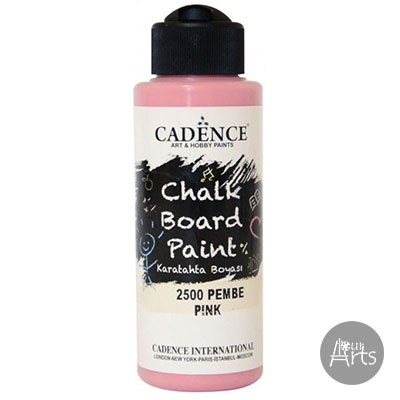 CADENCE
ART & HOBBY PAINTS
Chalk
Board
Paint
Karatahta Boyası
2500 PEMBE
PINK
CADENCE INTERNATIONAL
LONDON-NEW YORK-PARIS-ISTANBUL-MOSCOW
Arts